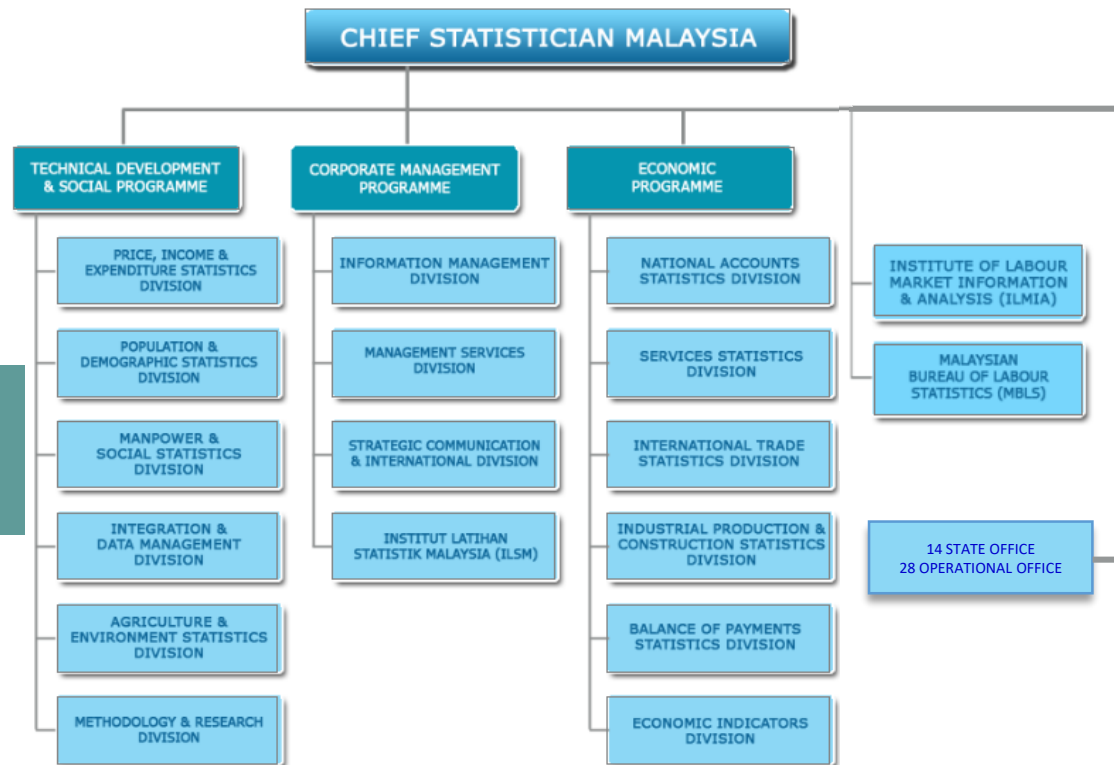 CHIEF STATISTICIAN MALAYSIA
TECHNICAL DEVELOPMENT
& SOCIAL PROGRAMME
PRICE, INCOME &
EXPENDITURE STATISTICS
DIVISION
POPULATION &
DEMOGRAPHIC STATISTICS
DIVISION
MANPOWER &
SOCIAL STATISTICS
DIVISION
INTEGRATION &
DATA MANAGEMENT
DIVISION
AGRICULTURE &
ENVIRONMENT STATISTICS
DIVISION
METHODOLOGY & RESEARCH
DIVISION
CORPORATE MANAGEMENT
PROGRAMME
INFORMATION MANAGEMENT
DIVISION
MANAGEMENT SERVICES
DIVISION
STRATEGIC COMMUNICATION
& INTERNATIONAL DIVISION
INSTITUT LATIHAN
STATISTIK MALAYSIA (ILSM)
ECONOMIC
PROGRAMME
NATIONAL ACCOUNTS
STATISTICS DIVISION
SERVICES STATISTICS
DIVISION
INTERNATIONAL TRADE
STATISTICS DIVISION
INDUSTRIAL PRODUCTION &
CONSTRUCTION STATISTICS
DIVISION
BALANCE OF PAYMENTS
STATISTICS DIVISION
ECONOMIC INDICATORS
DIVISION
INSTITUTE OF LABOUR
MARKET INFORMATION
& ANALYSIS (ILMIA)
MALAYSIAN
BUREAU OF LABOUR
STATISTICS (MBLS)
14 STATE OFFICE
28 OPERATIONAL OFFICE